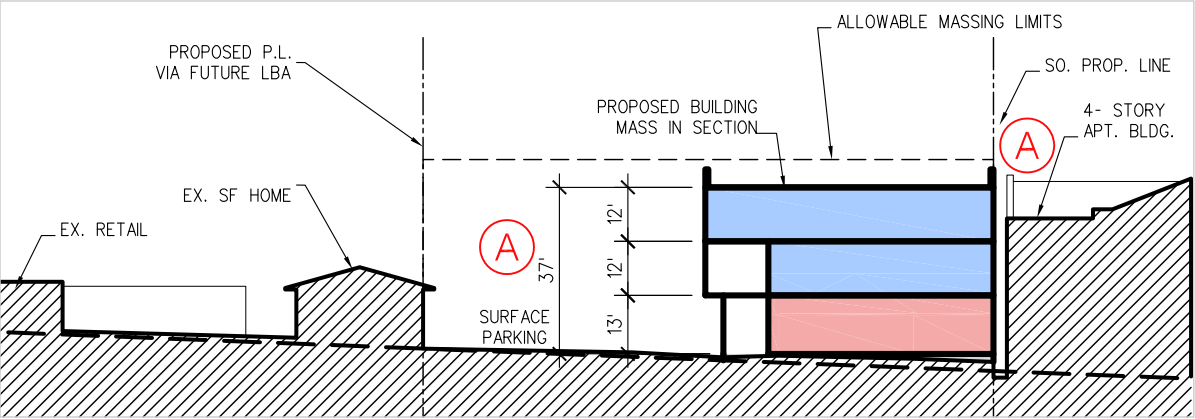 ALLOWABLE MASSING LIMITS
PROPOSED P.L.
VIA FUTURE LBA
SO. PROP. LINE
PROPOSED BUILDING
MASS IN SECTION
4- STORY
APT. BLDG.
A
EX. SF HOME
EX. RETAIL
A
37'
12'
12'
13'
SURFACE
PARKING